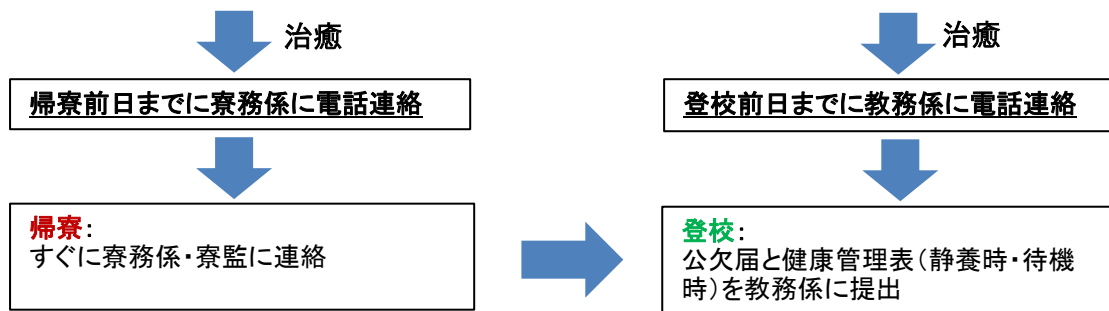 治癒
帰寮前日までに寮務係に電話連絡
帰寮：
すぐに寮務係・寮監に連絡
治癒
登校前日までに教務係に電話連絡
登校：
公欠届と健康管理表（静養時・待機
時）を教務係に提出